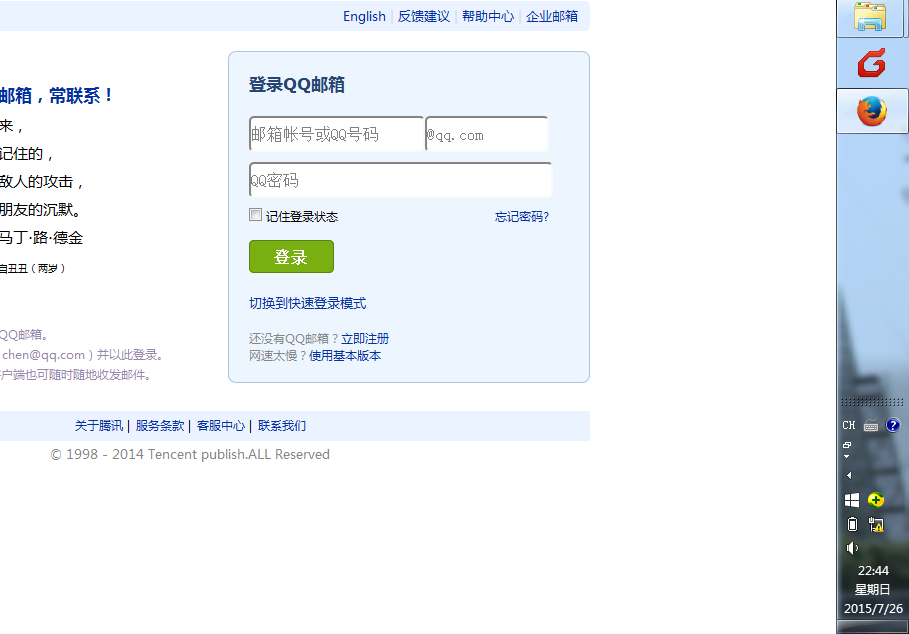 English | 反馈建议 | 帮助中心 | 企业邮箱
邮箱，常联系！
来，
记住的，
敌人的攻击，
朋友的沉默。
马丁·路·德金
自丑丑（两岁）
QQ邮箱。
chen@qq.com）并以此登录。
户端也可随时随地收发邮件。
登录QQ邮箱
邮箱帐号或QQ号码 @qq.com
QQ密码
记住登录状态 忘记密码?
登录
切换到快速登录模式
还没有QQ邮箱？立即注册
网速太慢？使用基本版本
关于腾讯 | 服务条款 | 客服中心 | 联系我们
© 1998 - 2014 Tencent publish.ALL Reserved
CH
22:44
星期日
2015/7/26